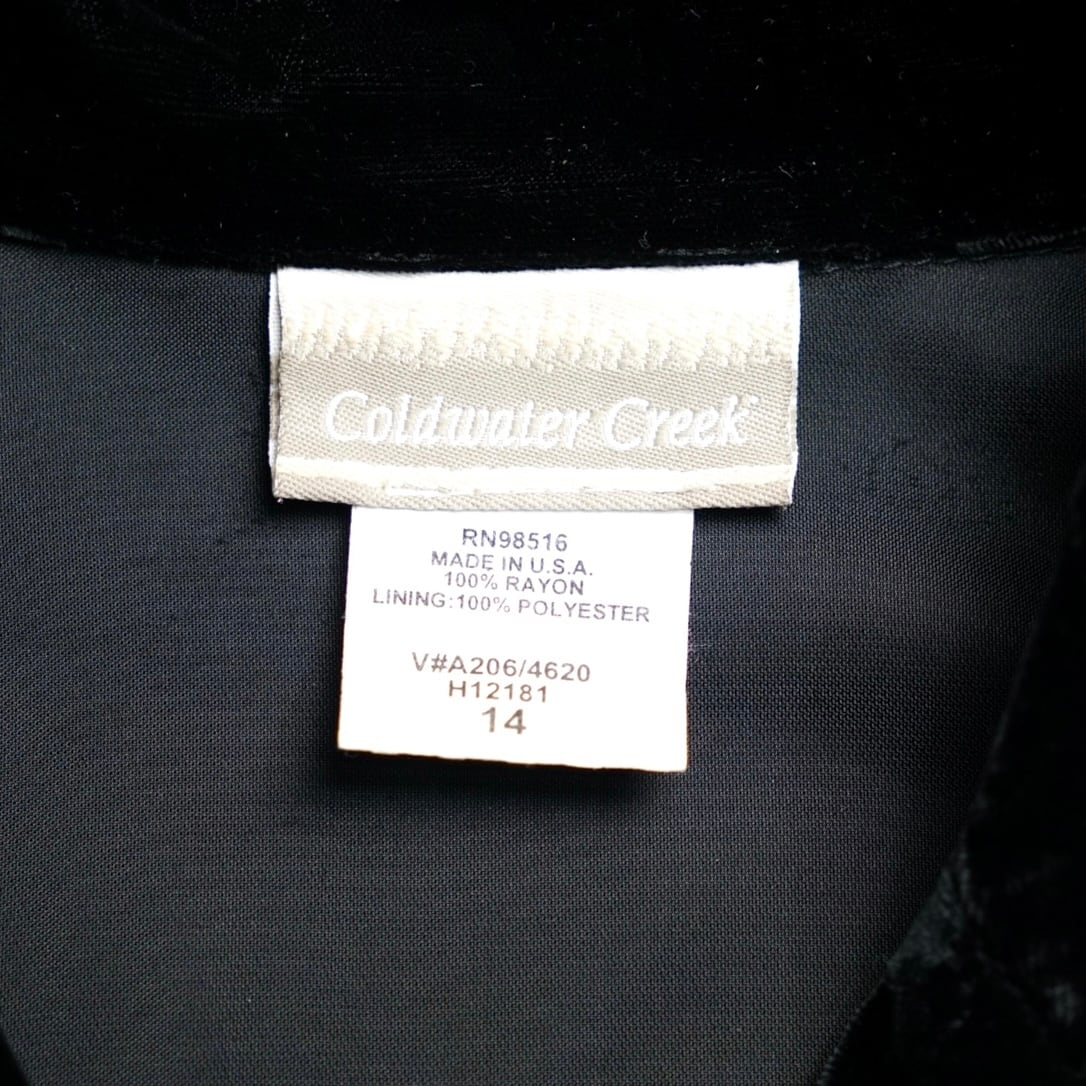 Coldwater Creek®
RN98516
MADE IN U.S.A.
100% RAYON
LINING:100% POLYESTER
V#A206/4620
H12181
14